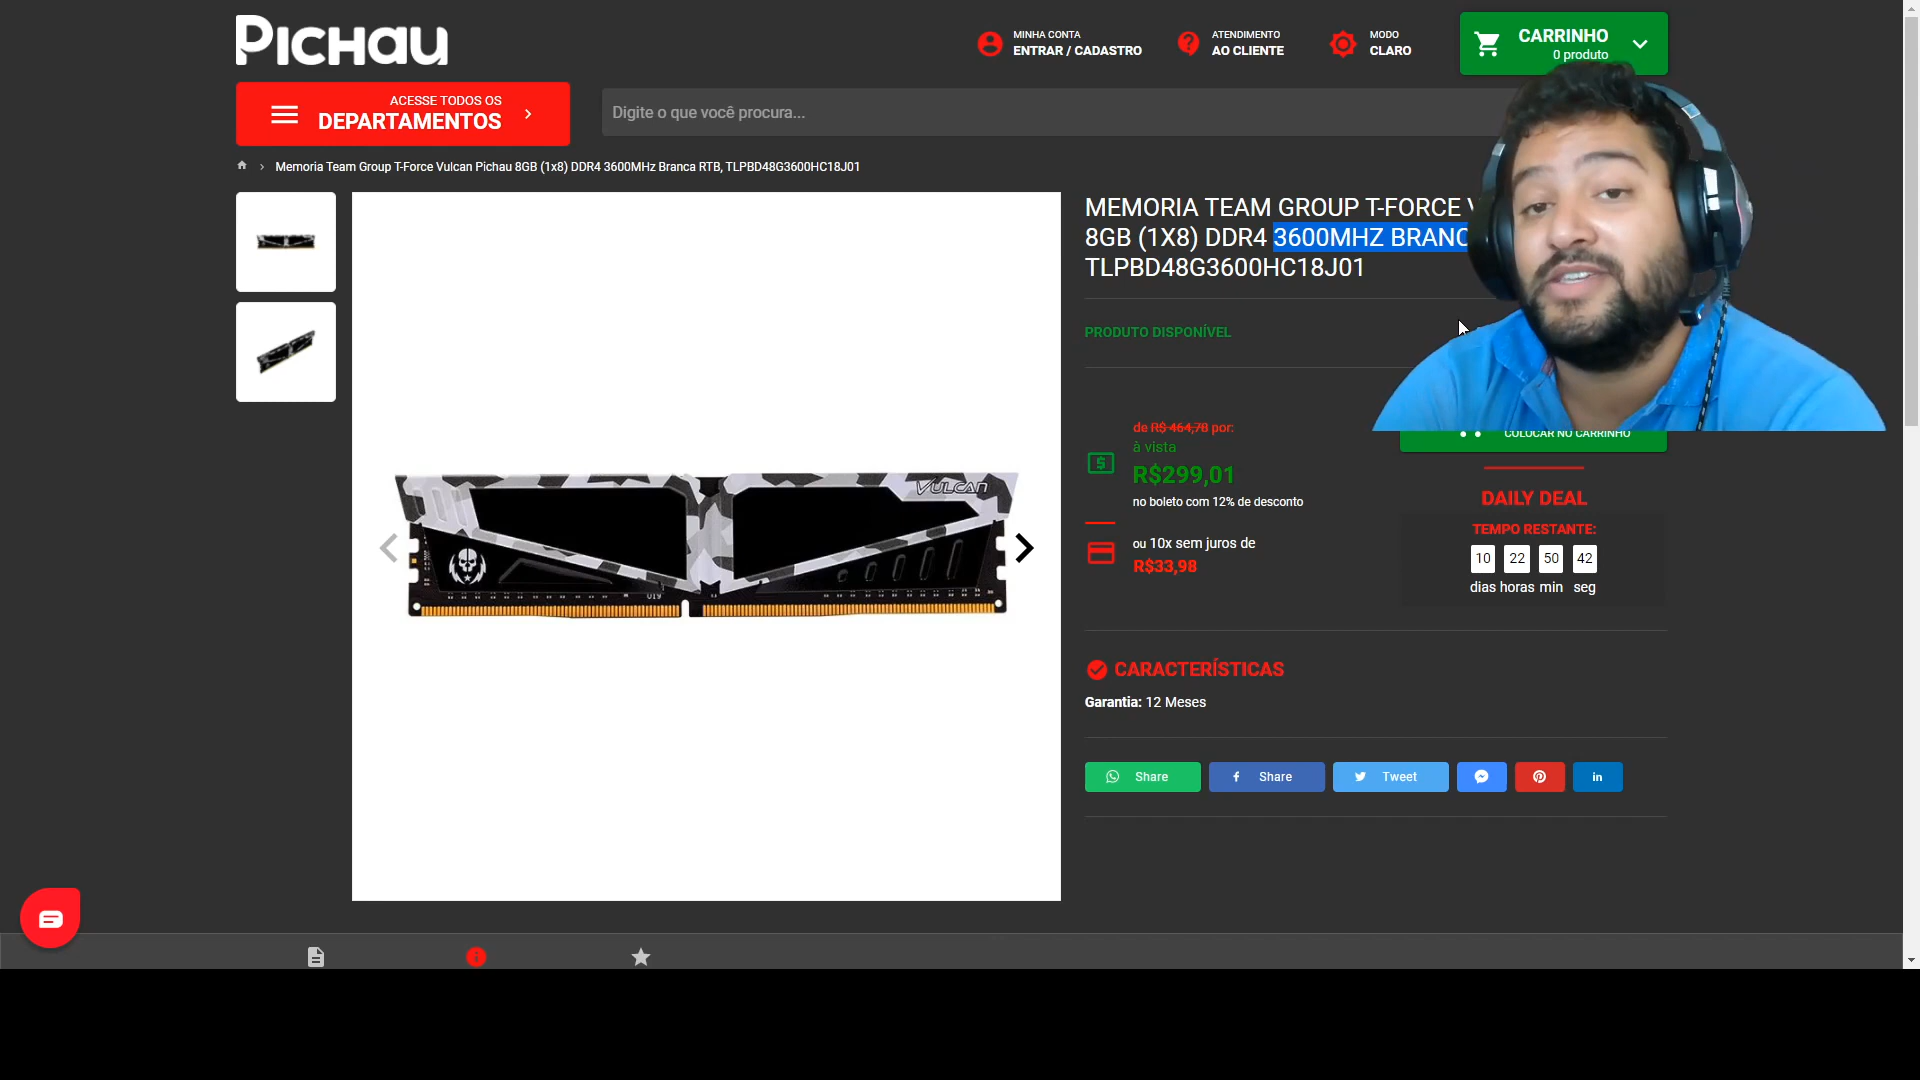 PICHAU
MINHA CONTA
ENTRAR / CADASTRO
ATENDIMENTO
AO CLIENTE
MODO
CLARO
CARRINHO
0 produto
ACESSE TODOS OS
DEPARTAMENTOS
Digite o que você procura...
Memoria Team Group T-Force Vulcan Pichau 8GB (1x8) DDR4 3600MHz Branca RTB, TLPBD48G3600HC18J01
MEMORIA TEAM GROUP T-FORCE
8GB (1X8) DDR4 3600MHZ BRANC
TLPBD48G3600HC18J01
PRODUTO DISPONÍVEL
de R$ 464,78 por:
à vista
R$299,01
no boleto com 12% de desconto
ou 10x sem juros de
R$33,98
COLOCAR NO CARRINHO
DAILY DEAL
TEMPO RESTANTE:
10 22 50 42
dias horas min seg
VULCAN
U19
CARACTERÍSTICAS
Garantia: 12 Meses
Share
Share
Tweet
in